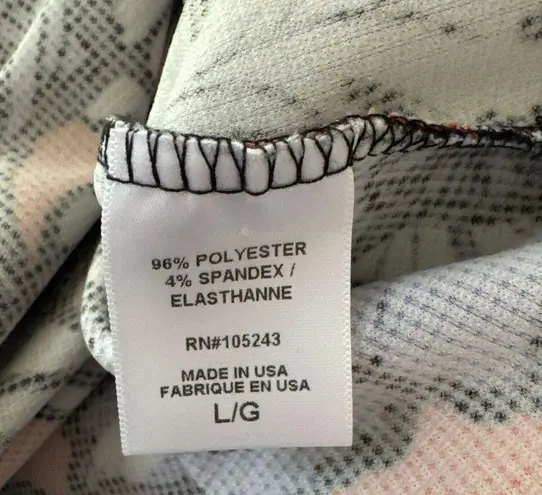 96% POLYESTER
4% SPANDEX /
ELASTHANNE
RN#105243
MADE IN USA
FABRIQUE EN USA
L/G